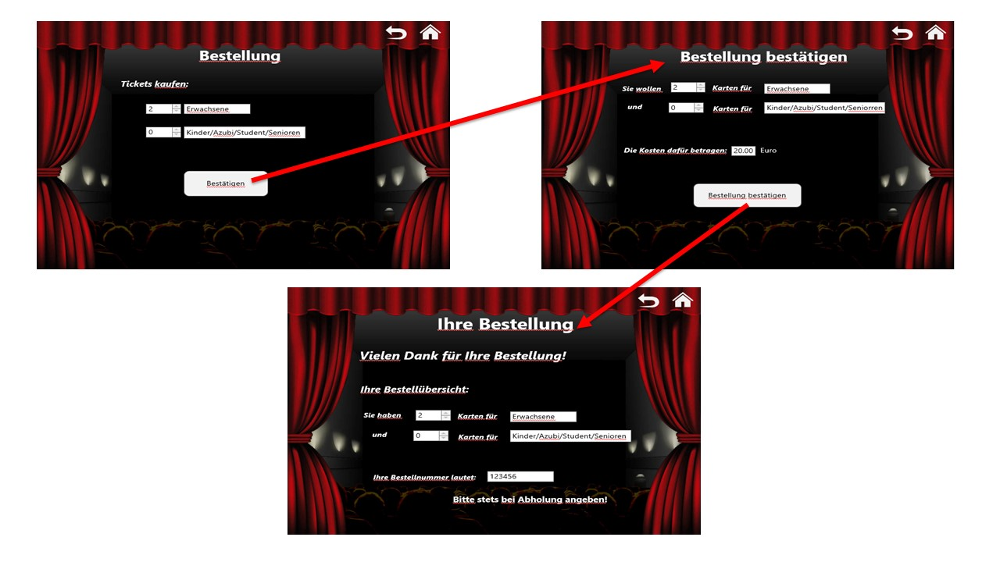 Bestellung
Tickets kaufen:
2 Erwachsene
0 Kinder/Azubi/Student/Senioren
Bestätigen
Bestellung bestätigen
Sie wollen 2 Karten für Erwachsene
und 0 Karten für Kinder/Azubi/Student/Seniorren
Die Kosten dafür betragen: 20.00 Euro
Bestellung bestätigen
Ihre Bestellung
Vielen Dank für Ihre Bestellung!
Ihre Bestellübersicht:
Sie haben 2 Karten für Erwachsene
und 0 Karten für Kinder/Azubi/Student/Senioren
Ihre Bestellnummer lautet: 123456
Bitte stets bei Abholung angeben!